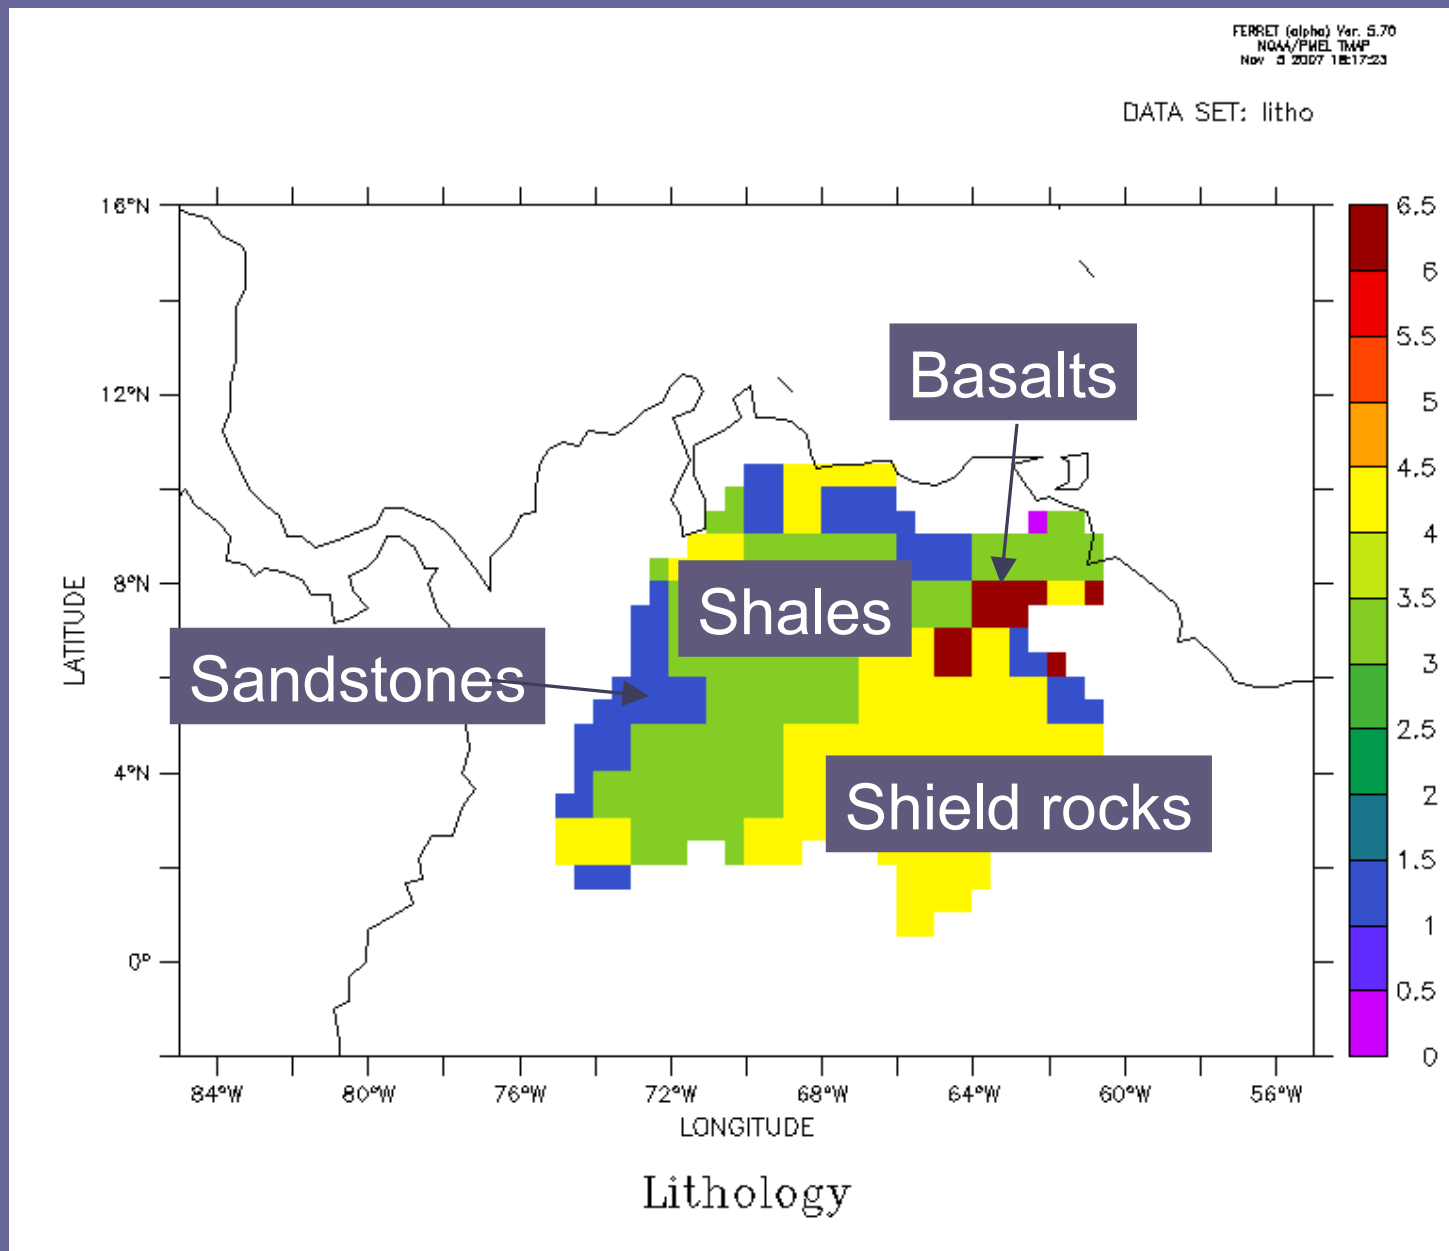 FERRET (alpha) Ver. 5.70
NOAA/PMEL TMAP
Nov 5 2007 18:17:23
DATA SET: litho
16°N
12°N
8°N
4°N
0°
LATITUDE
84°W 80°W 76°W 72°W 68°W 64°W 60°W 56°W
LONGITUDE
Basalts
Shales
Sandstones
Shield rocks
6.5
6
5.5
5
4.5
4
3.5
3
2.5
2
1.5
1
0.5
0
Lithology